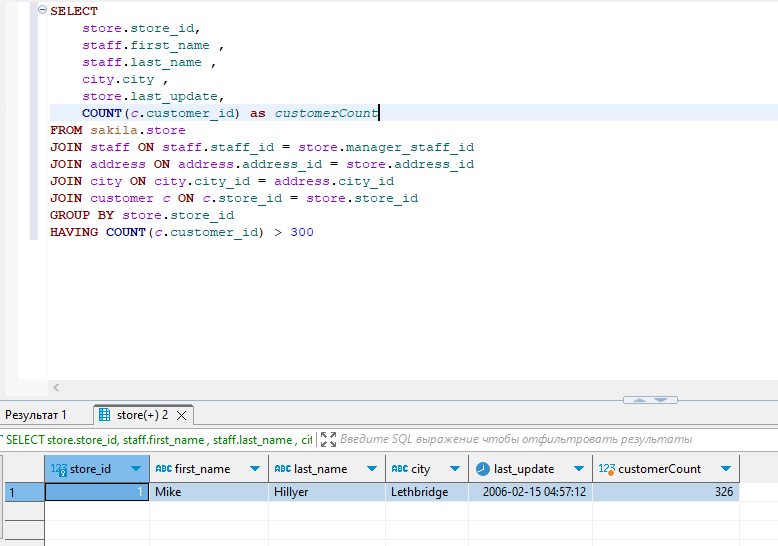 SELECT
store.store_id,
staff.first_name ,
staff.last_name ,
city.city ,
store.last_update,
COUNT(c.customer_id) as customerCount
FROM sakila.store
JOIN staff ON staff.staff_id = store.manager_staff_id
JOIN address ON address.address_id = store.address_id
JOIN city ON city.city_id = address.city_id
JOIN customer c ON c.store_id = store.store_id
GROUP BY store.store_id
HAVING COUNT(c.customer_id) > 300
Результат 1 store(+) 2
SELECT store.store_id, staff.first_name , staff.last_name , cit Введите SQL выражение чтобы отфильтровать результаты
123 store_id ABC first_name ABC last_name ABC city last_update 123 customerCount
1 1 Mike Hillyer Lethbridge 2006-02-15 04:57:12 326